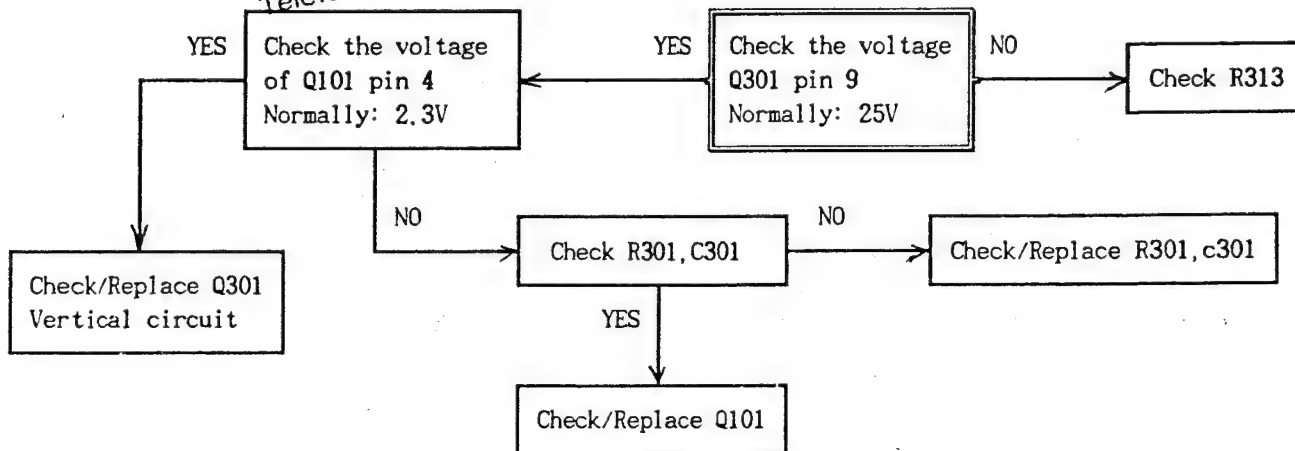 YES
Check the voltage
of Q101 pin 4
Normally: 2.3V
YES
Check the voltage
Q301 pin 9
Normally: 25V
NO
Check R313
NO
Check R301,C301
NO
Check/Replace R301,c301
Check/Replace Q301
Vertical circuit
YES
Check/Replace Q101